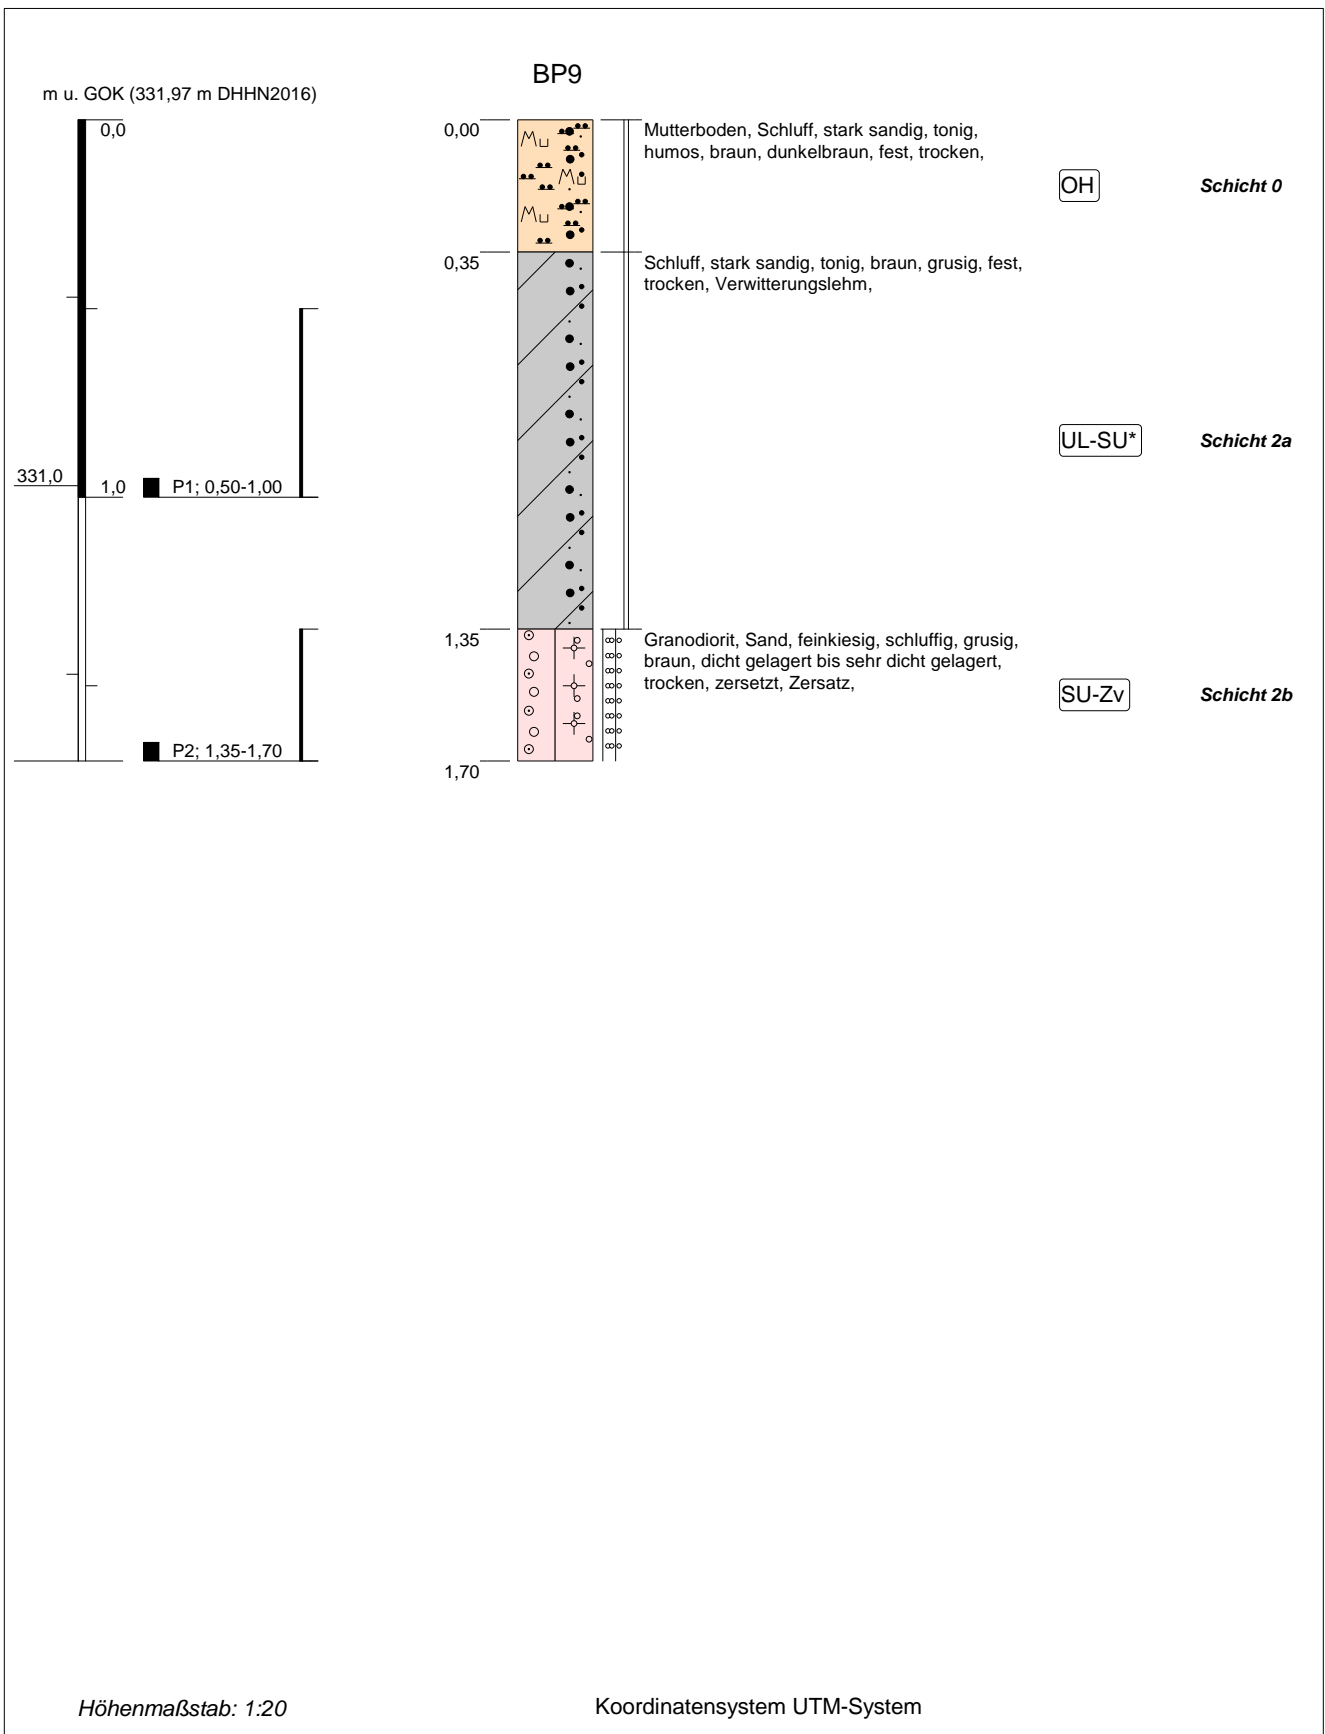 BP9
m u. GOK (331,97 m DHHN2016)
0,0
0,00
Mutterboden, Schluff, stark sandig, tonig,
humos, braun, dunkelbraun, fest, trocken,
OH
Schicht 0
0,35
Schluff, stark sandig, tonig, braun, grusig, fest,
trocken, Verwitterungslehm,
UL-SU*
Schicht 2a
331,0
1,0
P1; 0,50-1,00
1,35
Granodiorit, Sand, feinkiesig, schluffig, grusig,
braun, dicht gelagert bis sehr dicht gelagert,
trocken, zersetzt, Zersatz,
SU-Zv
Schicht 2b
P2; 1,35-1,70
1,70
Mu
Mu
Mu
Höhenmaßstab: 1:20
Koordinatensystem UTM-System